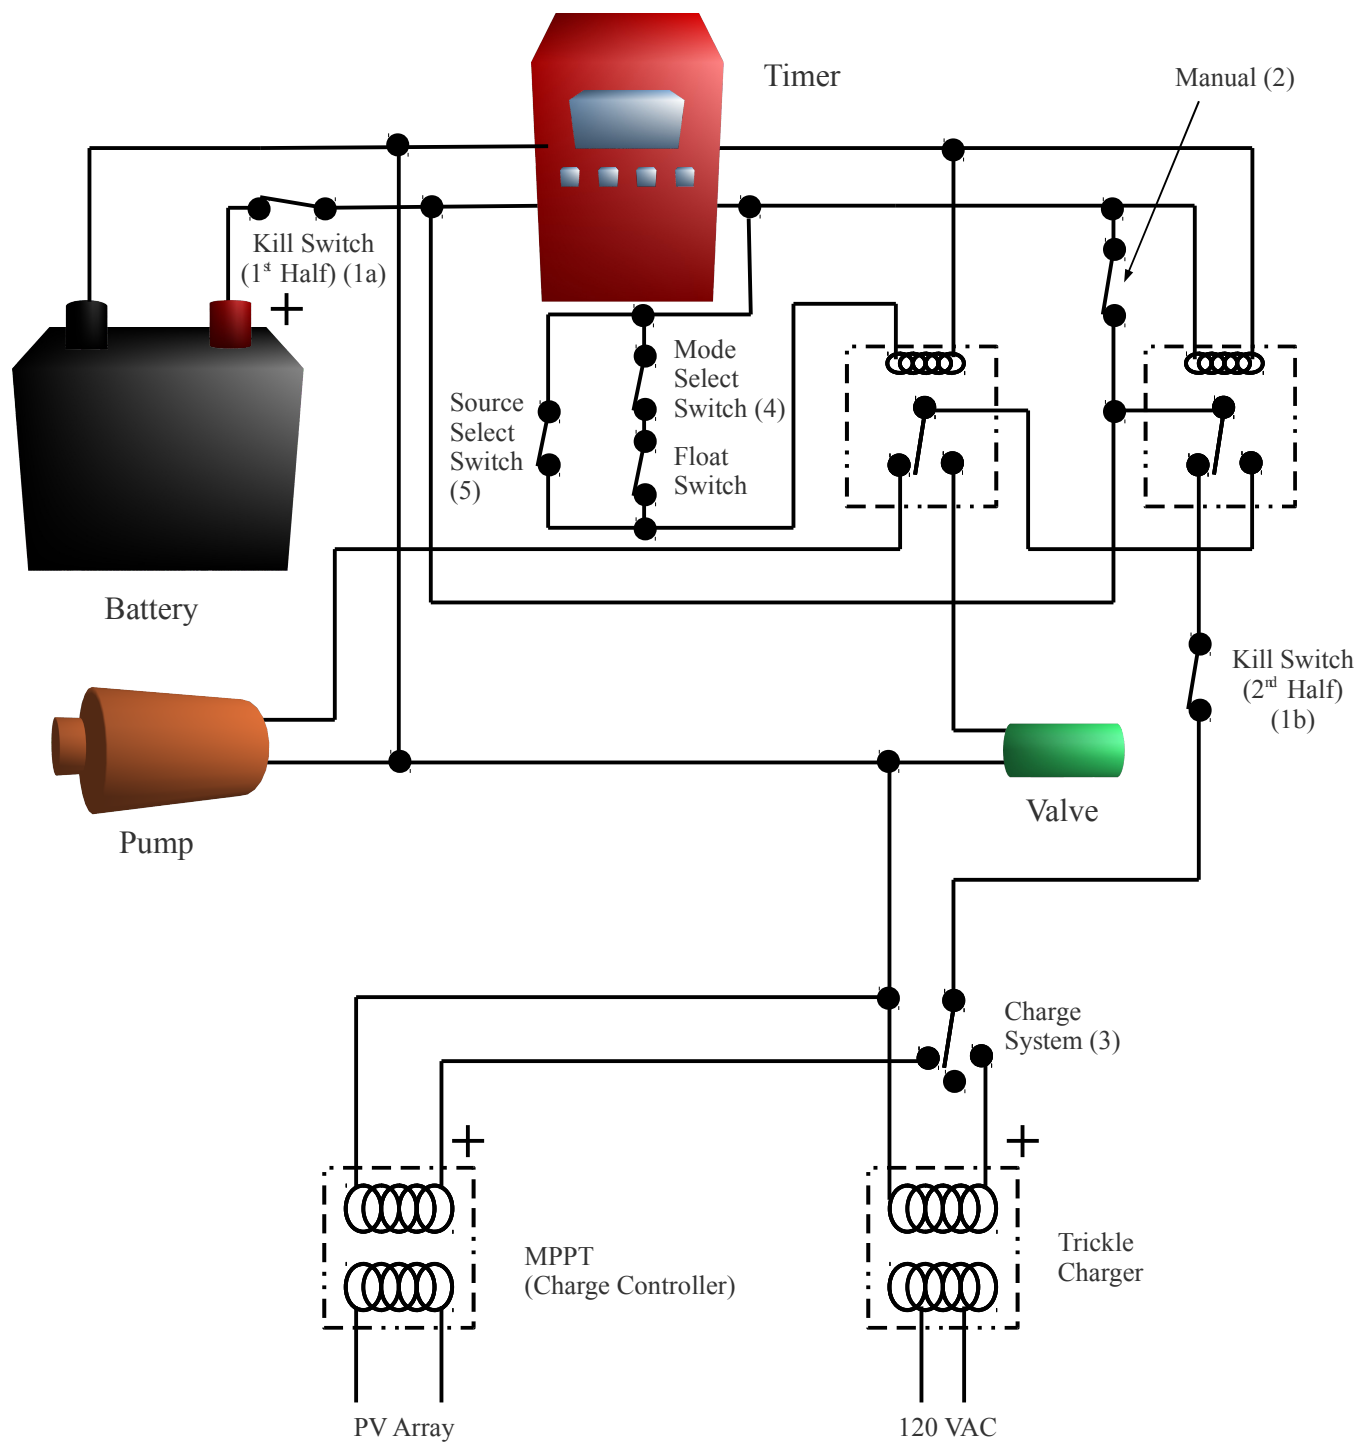 Timer
Manual (2)
Kill Switch
(1st Half) (1a)
+
Mode
Select
Switch (4)
Source
Select
Switch
(5)
Float
Switch
Battery
Kill Switch
(2nd Half)
(1b)
Valve
Pump
Charge
System (3)
+
+
MPPT
(Charge Controller)
Trickle
Charger
PV Array
120 VAC